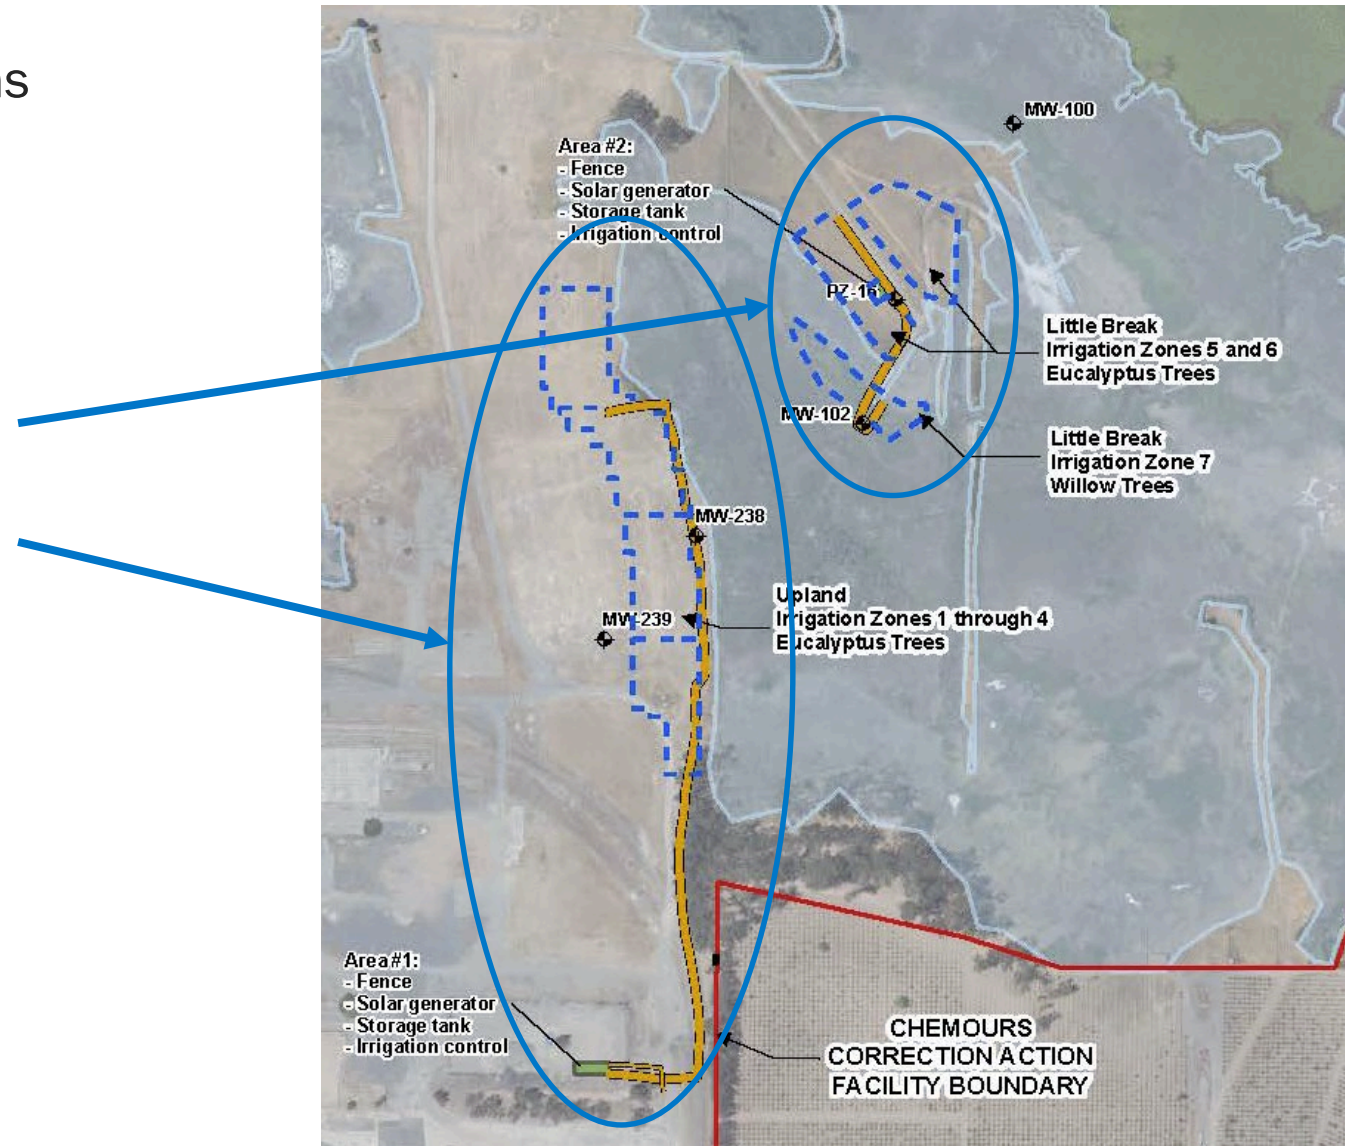 ns
MW-100
Area #2:
- Fence
- Solar generator
- Storage tank
- Irrigation control
PZ-16
Little Break
Irrigation Zones 5 and 6
Eucalyptus Trees
MW-102
Little Break
Irrigation Zone 7
Willow Trees
MW-238
Upland
Irrigation Zones 1 through 4
Eucalyptus Trees
MW-239
Area #1:
- Fence
- Solar generator
- Storage tank
- Irrigation control
CHEMOURS
CORRECTION ACTION
FACILITY BOUNDARY